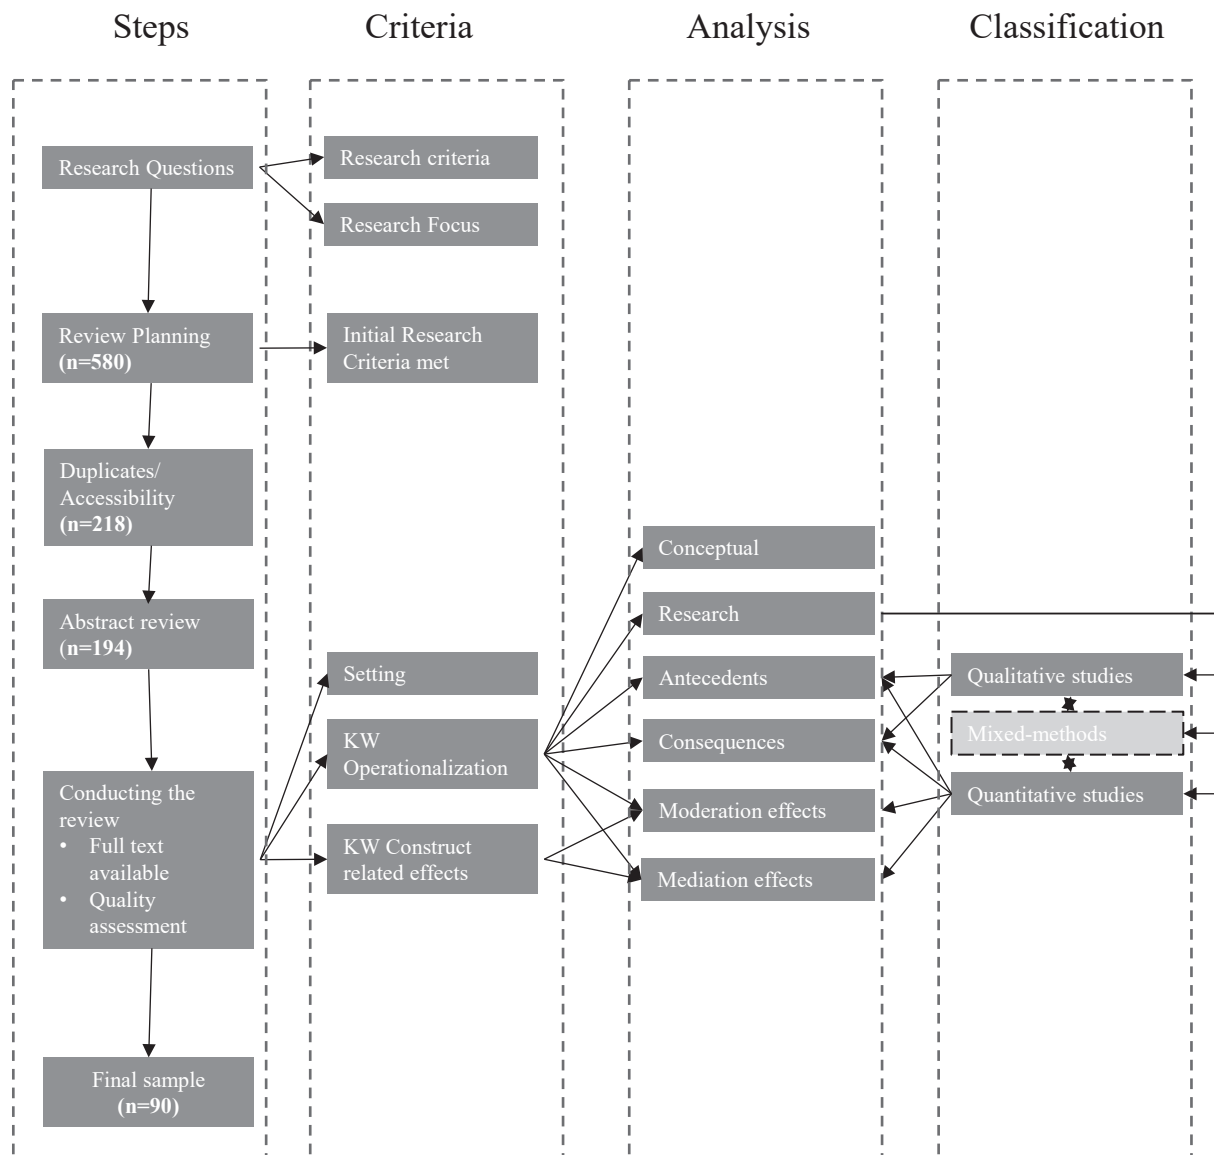 Steps
Criteria
Analysis
Classification
Research Questions
Research criteria
Research Focus
Review Planning
(n=580)
Initial Research
Criteria met
Duplicates/
Accessibility
(n=218)
Abstract review
(n=194)
Conducting the
review
• Full text
available
• Quality
assessment
Final sample
(n=90)
Setting
KW
Operationalization
KW Construct
related effects
Conceptual
Research
Antecedents
Consequences
Moderation effects
Mediation effects
Qualitative studies
Mixed-methods
Quantitative studies